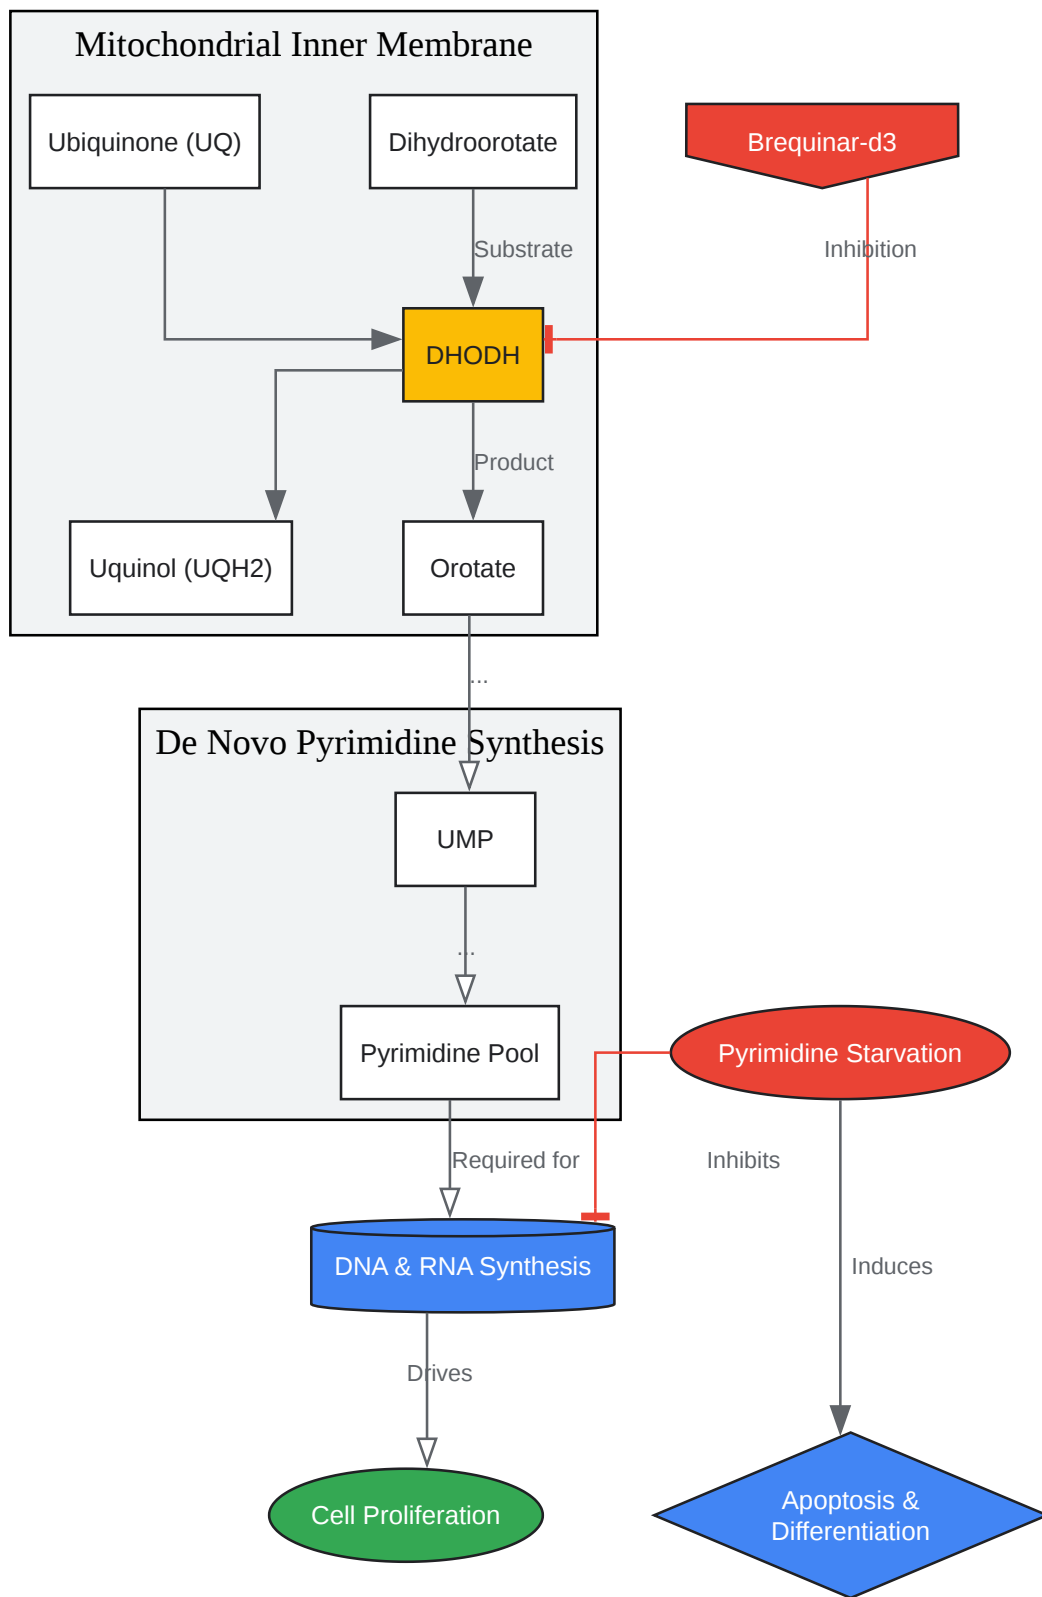 Mitochondrial Inner Membrane
Ubiquinone (UQ)
Dihydroorotate
Brequinar-d3
Substrate
Inhibition
DHODH
Product
Uquinol (UQH2)
Orotate
...
De Novo Pyrimidine Synthesis
UMP
...
Pyrimidine Pool
Pyrimidine Starvation
Required for
Inhibits
DNA & RNA Synthesis
Induces
Drives
Cell Proliferation
Apoptosis &
Differentiation